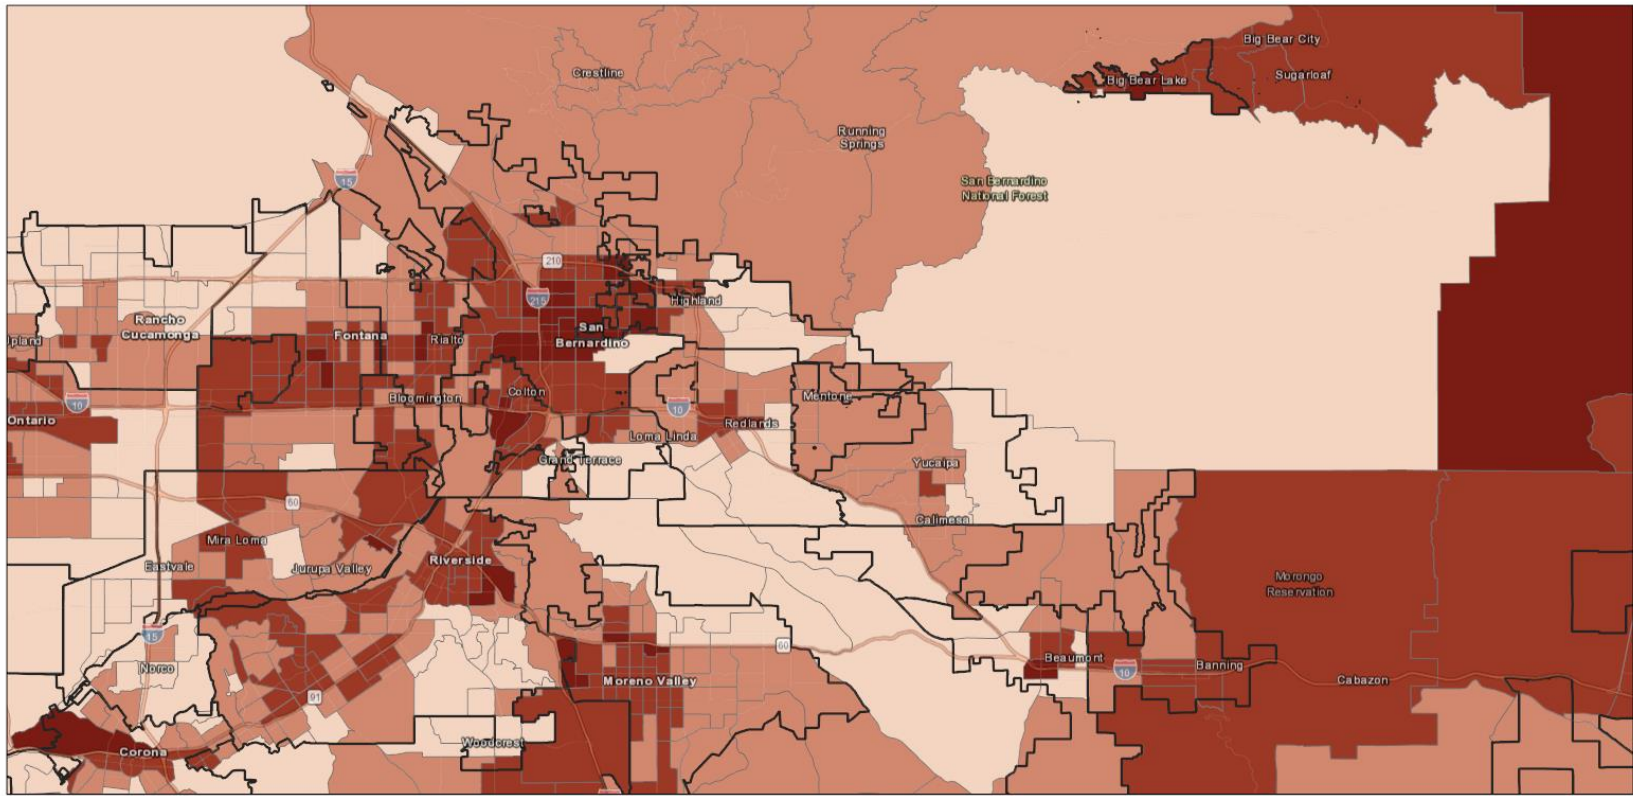 Big Bear City
Crestline
Big Bear Lake
Sugarloaf
Running
Springs
15
San Bernardino
National Forest
210
215
Highland
Rancho
Cucamonga
Fontana
Rialto
San
Bernardino
Upland
10
Bloomington
Colton
10
Mentone
Ontario
Redlands
Loma Linda
Grand Terrace
Yucaipa
60
Calimesa
Mira Loma
Eastvale
Jurupa Valley
Riverside
Morongo
Reservation
15
60
Norco
Beaumont
10
Banning
Moreno Valley
Cabazon
91
Corona
Woodcrest